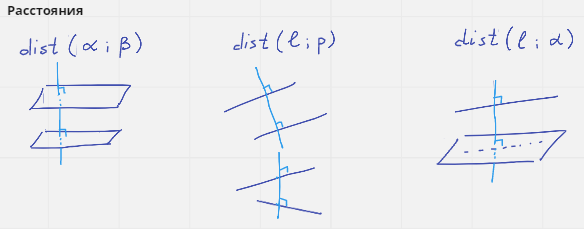 Расстояния
dist (α ; β)
dist (ℓ ; p)
dist (ℓ ; α)